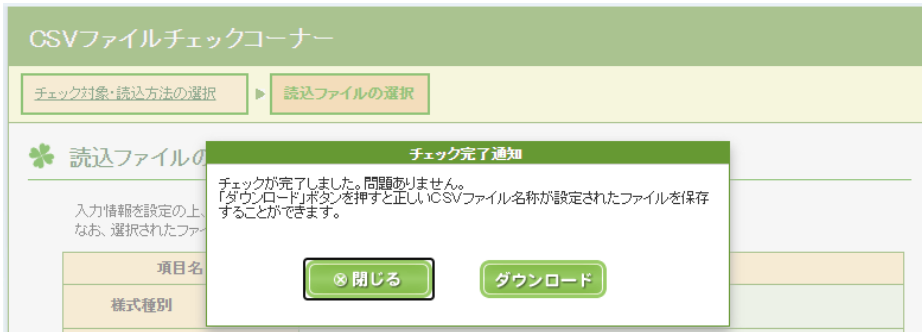 CSVファイルチェックコーナー
チェック対象・読込方法の選択
読込ファイルの選択
読込ファイルの
チェック完了通知
チェックが完了しました。問題ありません。
「ダウンロード」ボタンを押すと正しいCSVファイル名称が設定されたファイルを保存
することができます。
入力情報を設定の上、
なお、選択されたファイ
項目名
閉じる
ダウンロード
様式種別